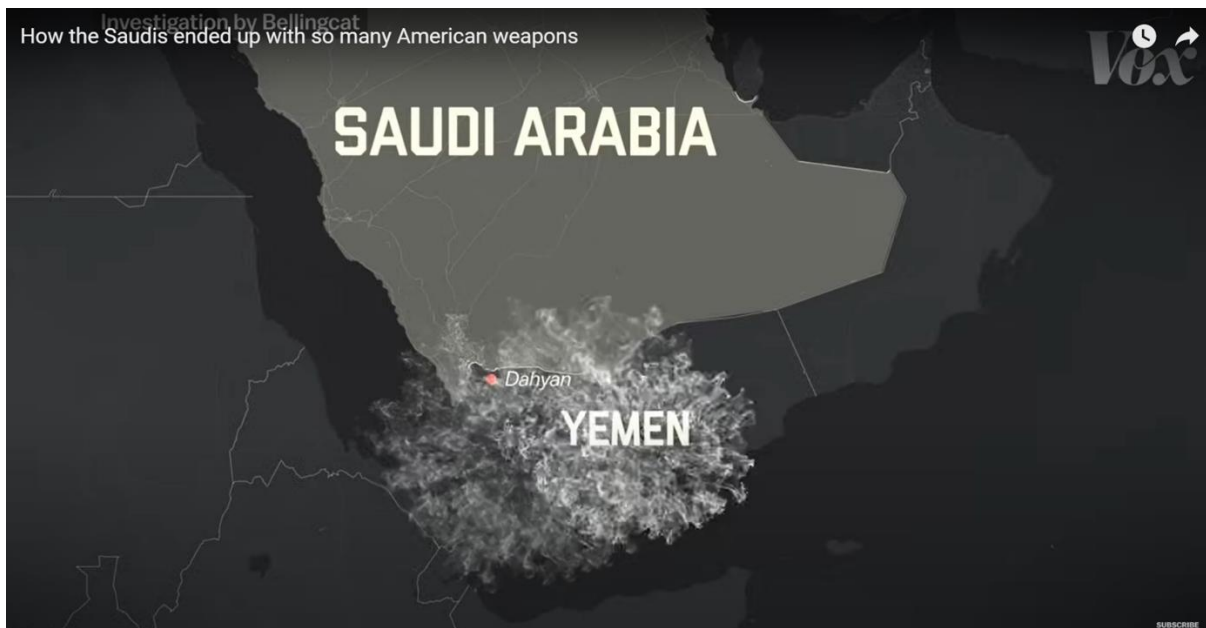 Investigation by Bellingcat
How the Saudis ended up with so many American weapons
Vox
SAUDI ARABIA
Dahyan
YEMEN
SUBSCRIBE